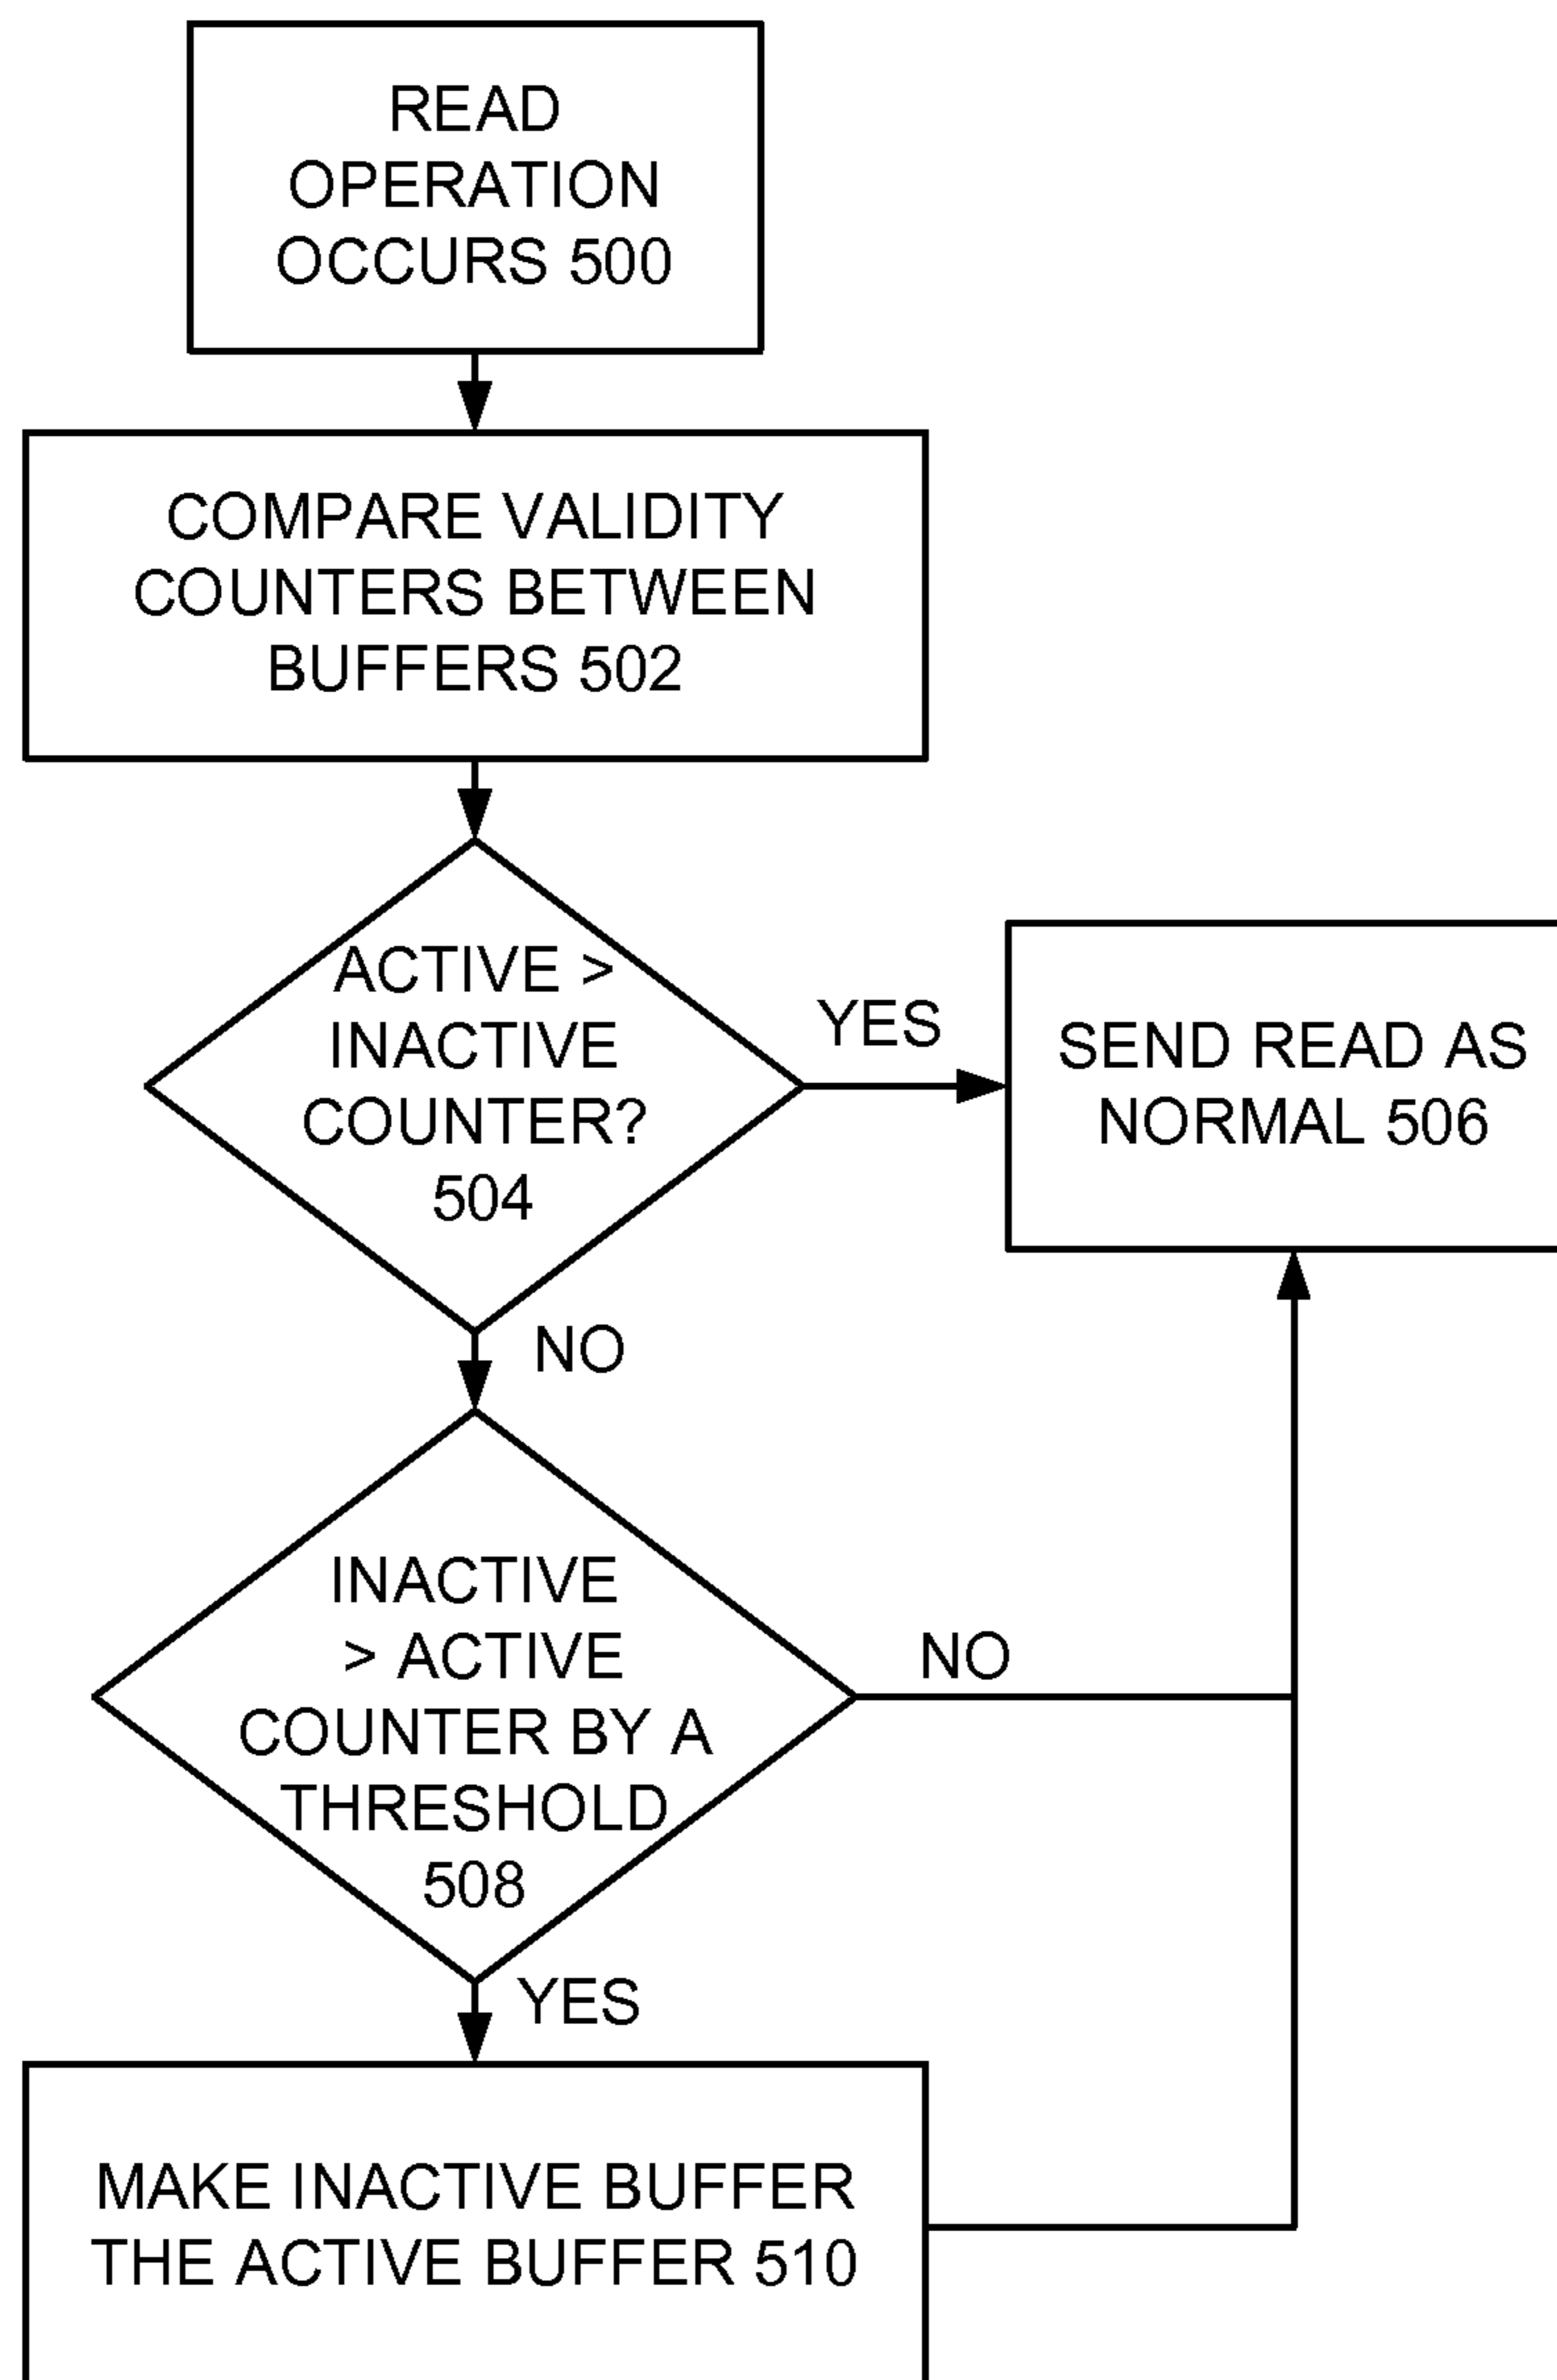 READ
OPERATION
OCCURS 500
COMPARE VALIDITY
COUNTERS BETWEEN
BUFFERS 502
ACTIVE >
INACTIVE
COUNTER?
504
YES
SEND READ AS
NORMAL 506
NO
INACTIVE
> ACTIVE
COUNTER BY A
THRESHOLD
508
NO
YES
MAKE INACTIVE BUFFER
THE ACTIVE BUFFER 510